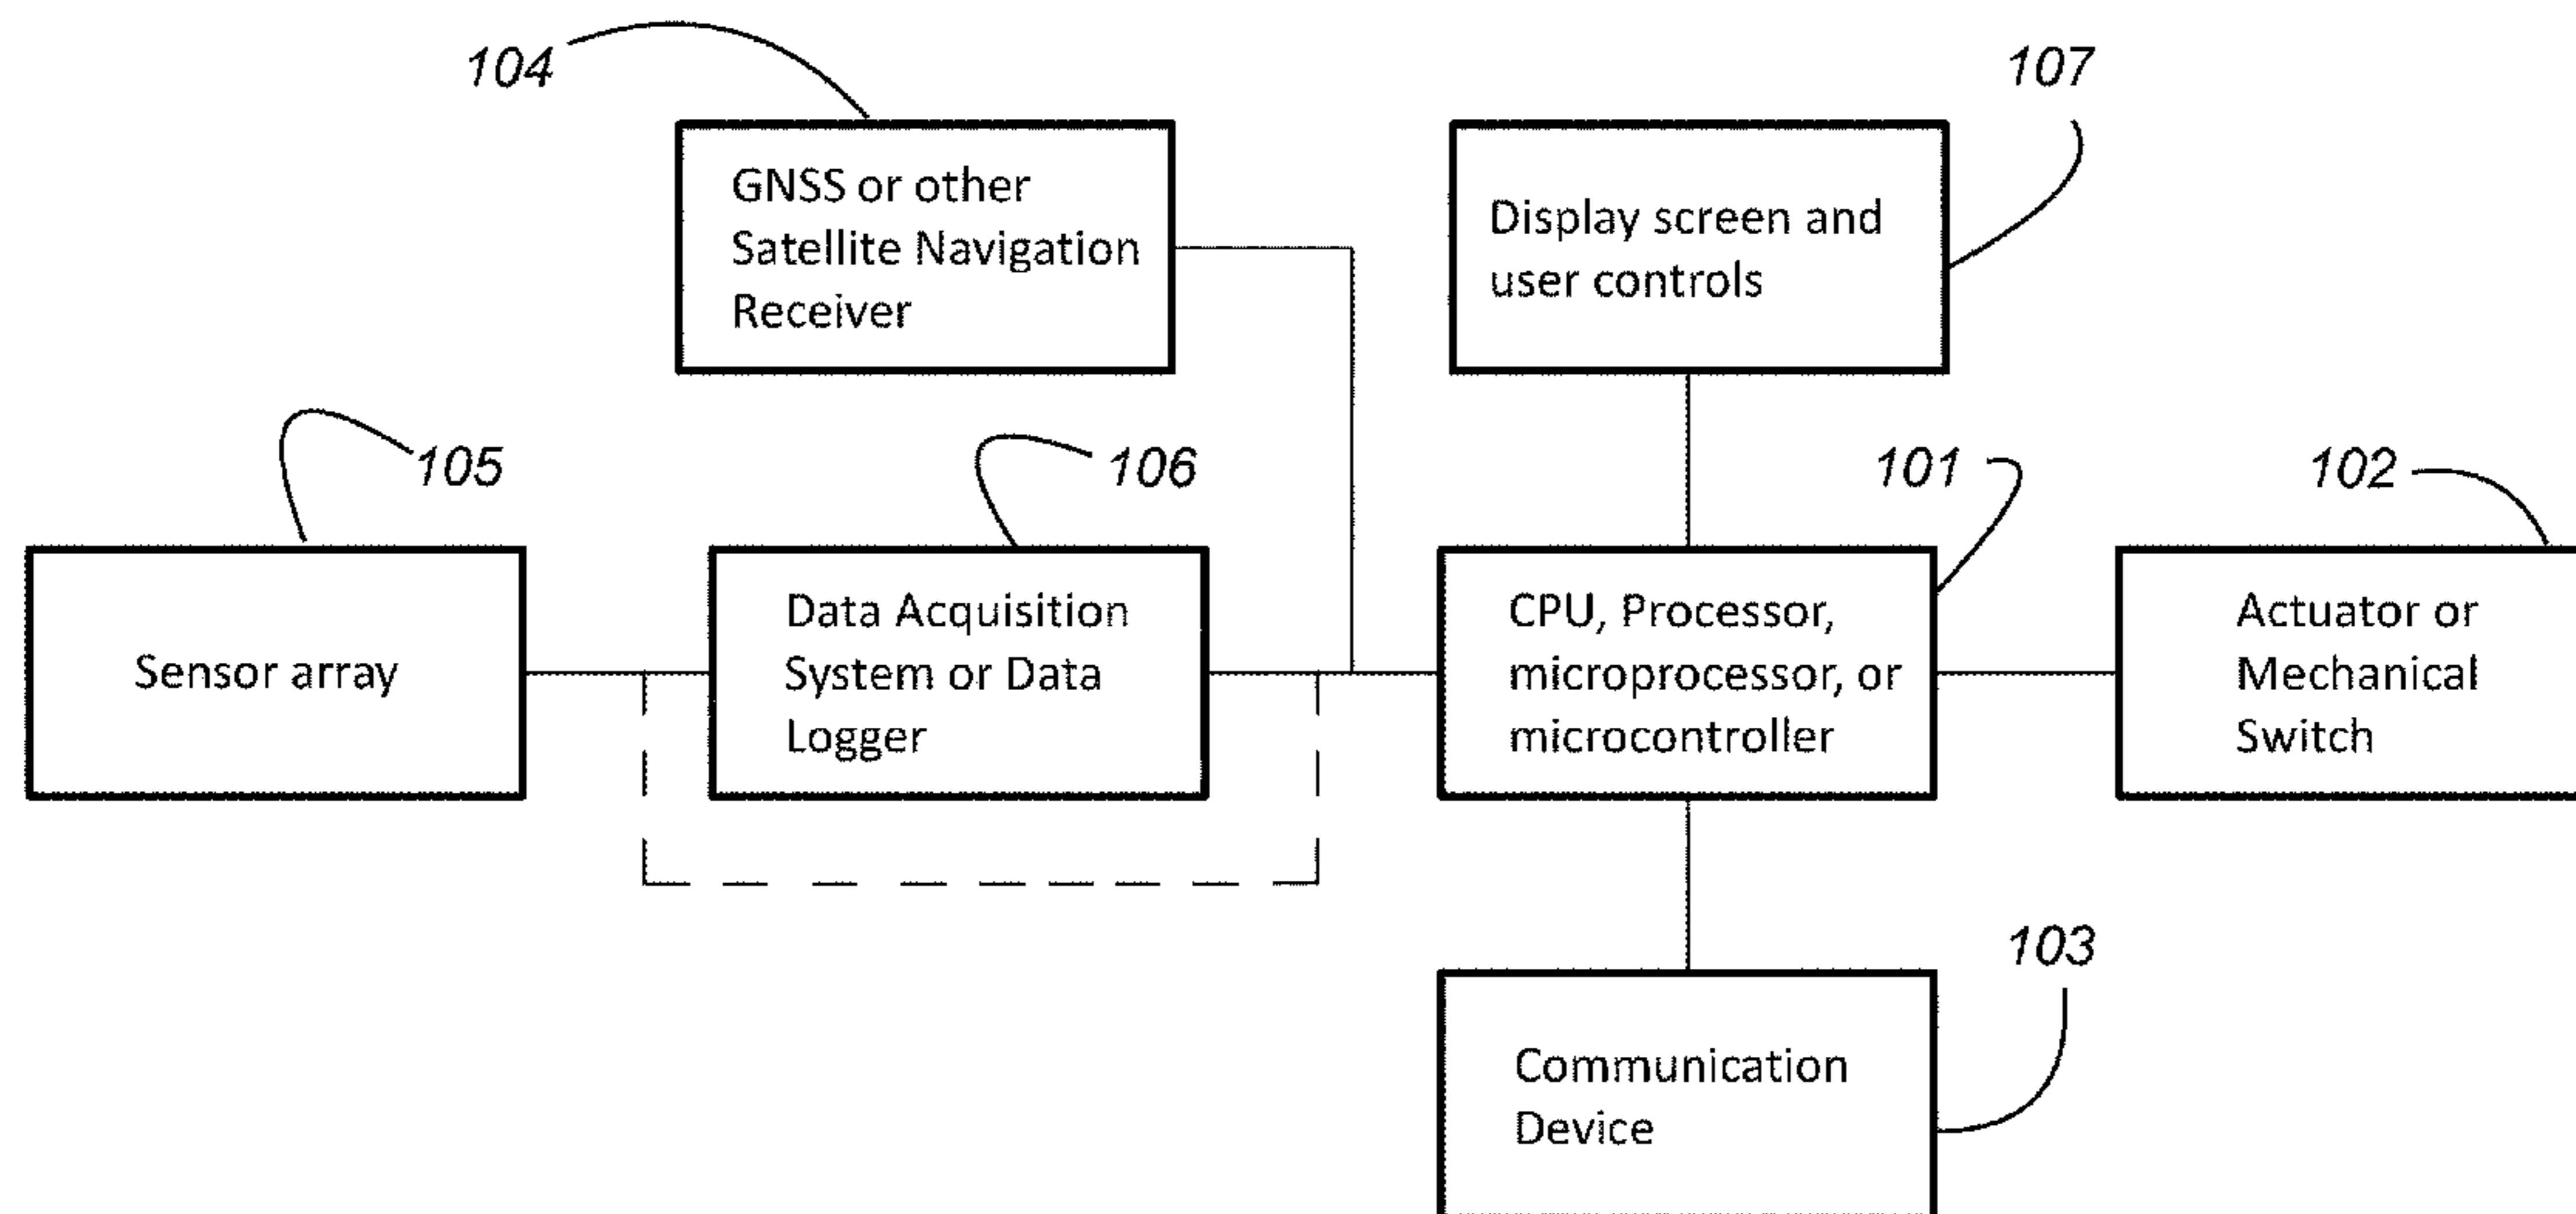 104
107
GNSS or other
Satellite Navigation
Receiver
Display screen and
user controls
105
106
101
102
Sensor array
Data Acquisition
System or Data
Logger
CPU, Processor,
microprocessor, or
microcontroller
Actuator or
Mechanical
Switch
103
Communication
Device